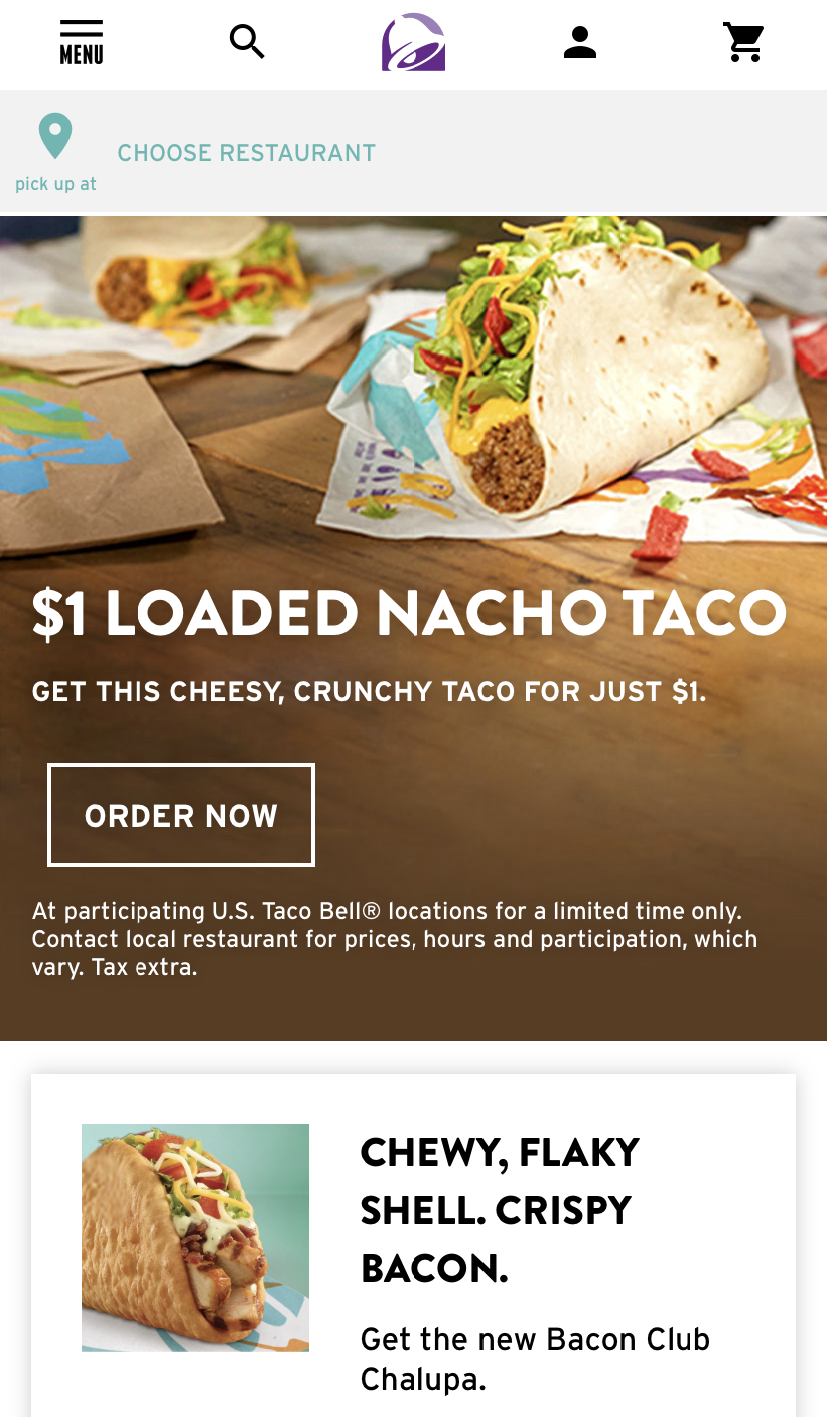 MENU
CHOOSE RESTAURANT
pick up at
$1 LOADED NACHO TACO
GET THIS CHEESY, CRUNCHY TACO FOR JUST $1.
ORDER NOW
At participating U.S. Taco Bell® locations for a limited time only.
Contact local restaurant for prices, hours and participation, which
vary. Tax extra.
CHEWY, FLAKY
SHELL. CRISPY
BACON.
Get the new Bacon Club
Chalupa.